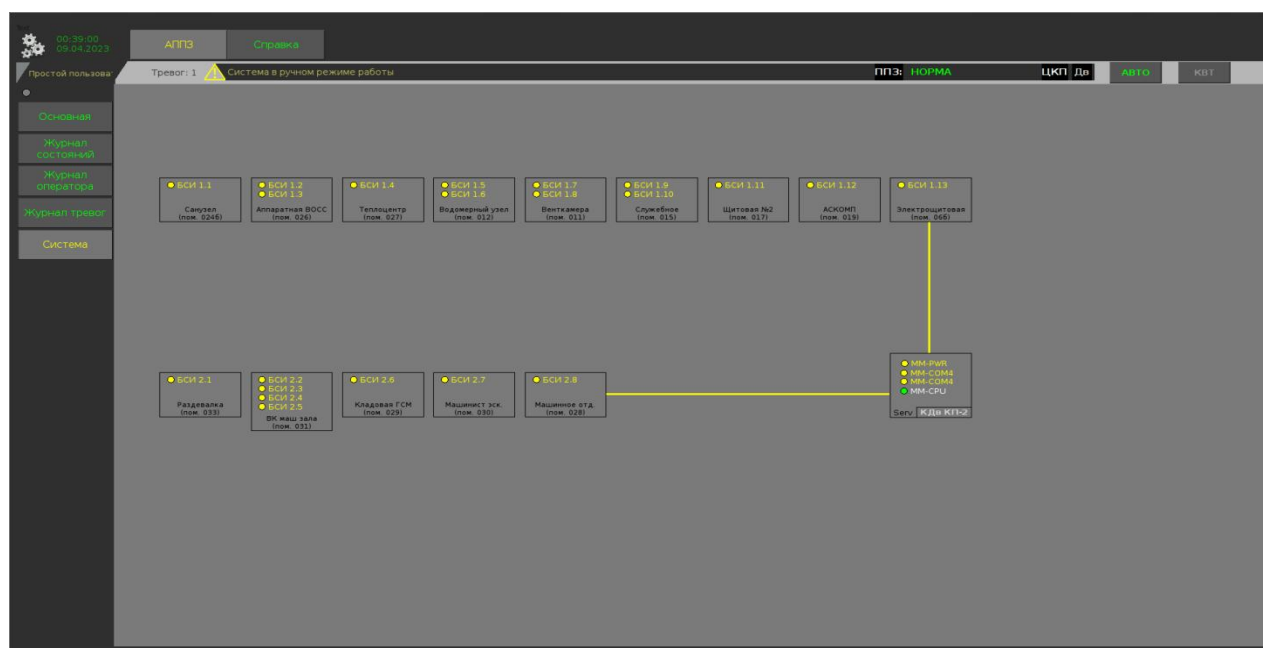 00:39:00
09.04.2023
АППЗ
Справка
Простой пользова
Тревог: 1
Система в ручном режиме работы
ППЗ: НОРМА
ЦКП Дв
АВТО
КВТ
Основная
Журнал
состояний
Журнал
оператора
Журнал тревог
Система
БСИ 1.1
Санузел
(пом. 024б)
БСИ 1.2
БСИ 1.3
Аппаратная ВОСС
(пом. 026)
БСИ 1.4
Теплоцентр
(пом. 027)
БСИ 1.5
БСИ 1.6
Водомерный узел
(пом. 012)
БСИ 1.7
БСИ 1.8
Венткамера
(пом. 011)
БСИ 1.9
БСИ 1.10
Служебное
(пом. 015)
БСИ 1.11
Щитовая №2
(пом. 017)
БСИ 1.12
АСКОМП
(пом. 019)
БСИ 1.13
Электрощитовая
(пом. 066)
БСИ 2.1
Раздевалка
(пом. 033)
БСИ 2.2
БСИ 2.3
БСИ 2.4
БСИ 2.5
ВК маш зала
(пом. 031)
БСИ 2.6
Кладовая ГСМ
(пом. 029)
БСИ 2.7
Машинист эск.
(пом. 030)
БСИ 2.8
Машинное отд.
(пом. 028)
MM-PWR
MM-COM4
MM-COM4
MM-CPU
Serv КДв КП-2